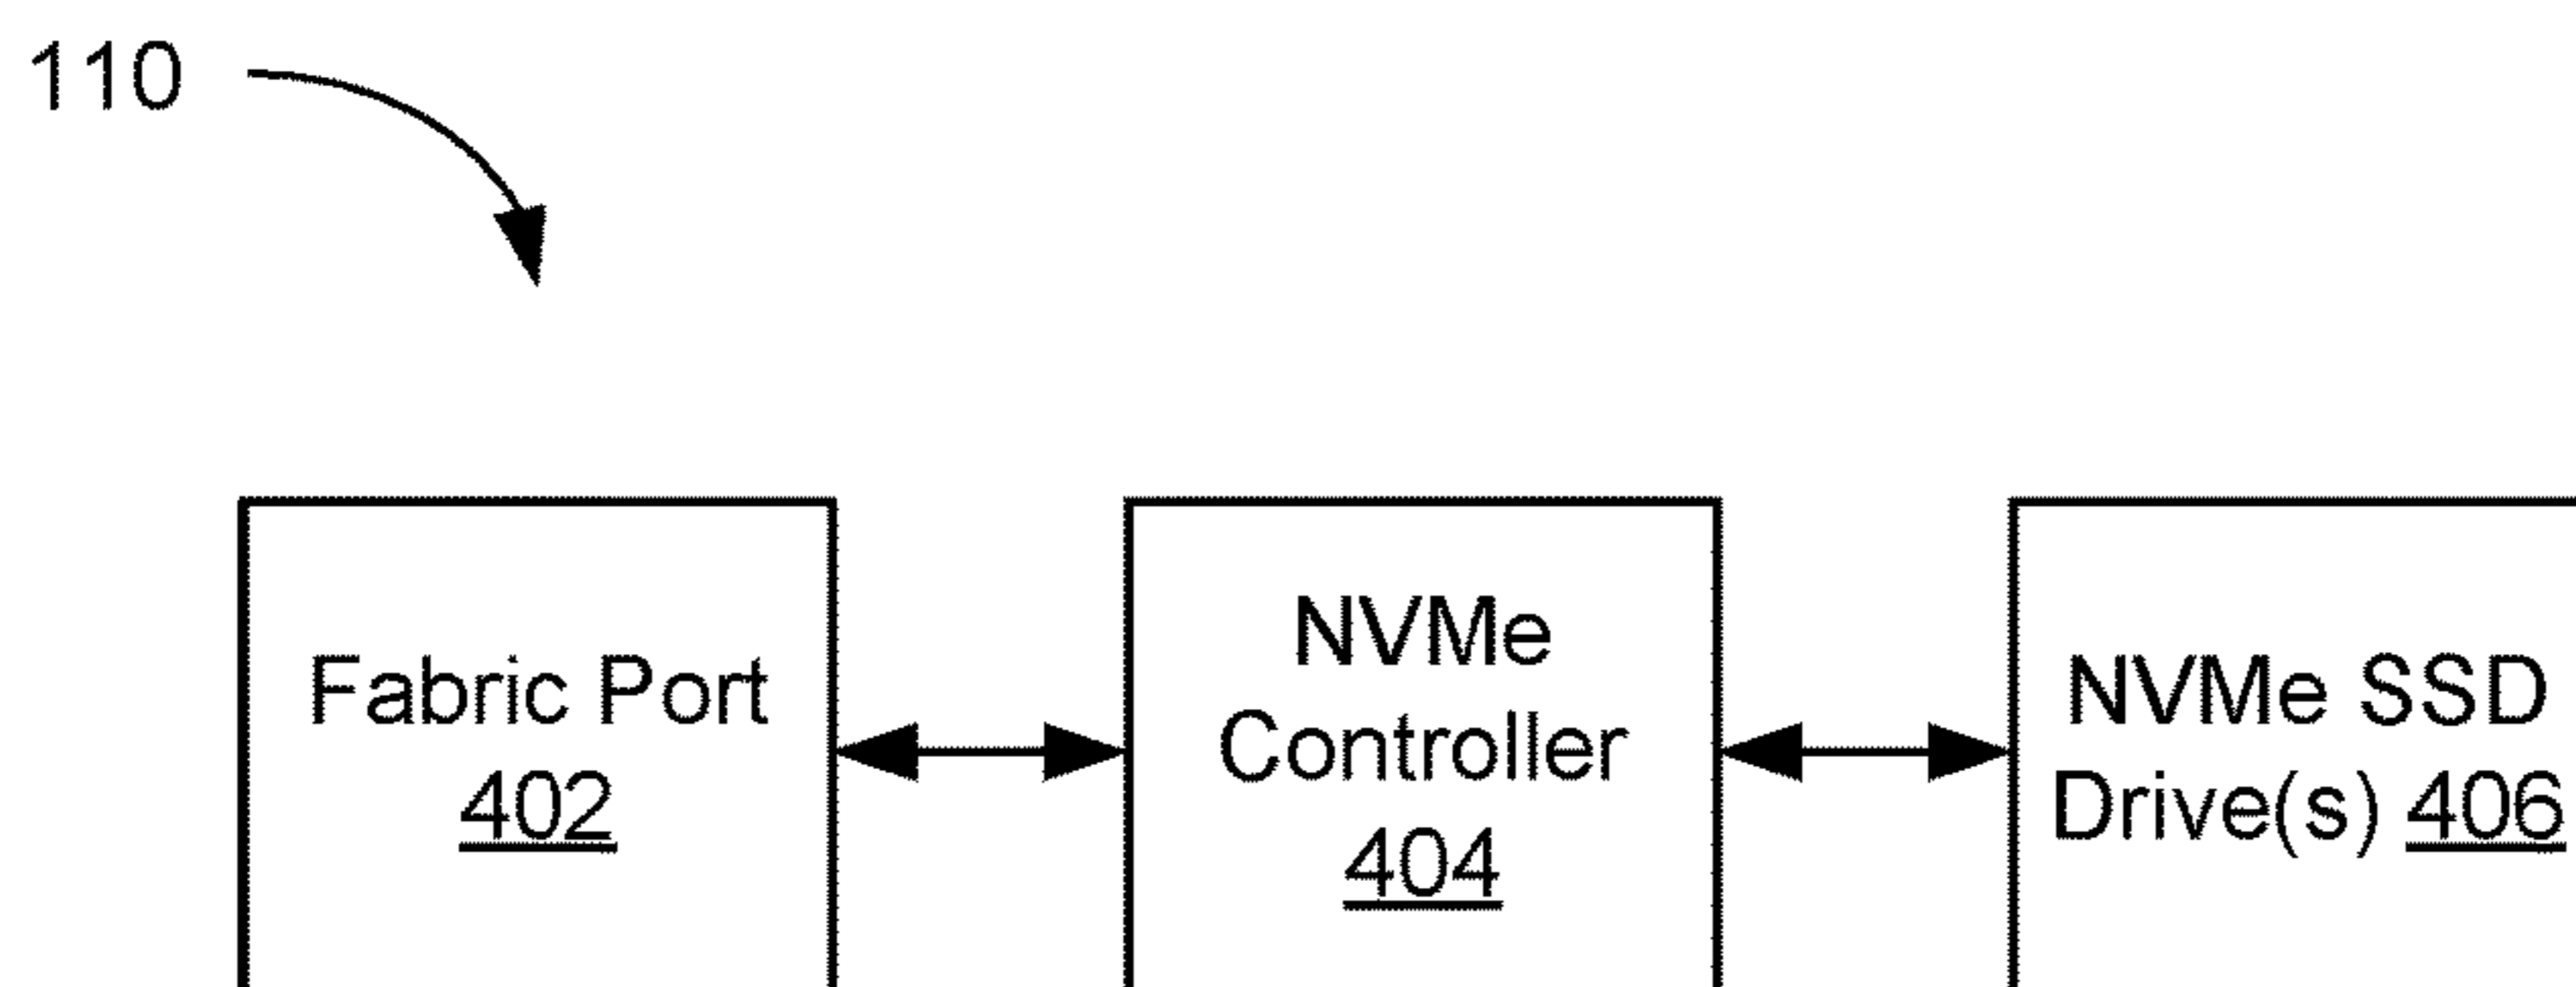 110
Fabric Port
402
NVMe
Controller
404
NVMe SSD
Drive(s) 406